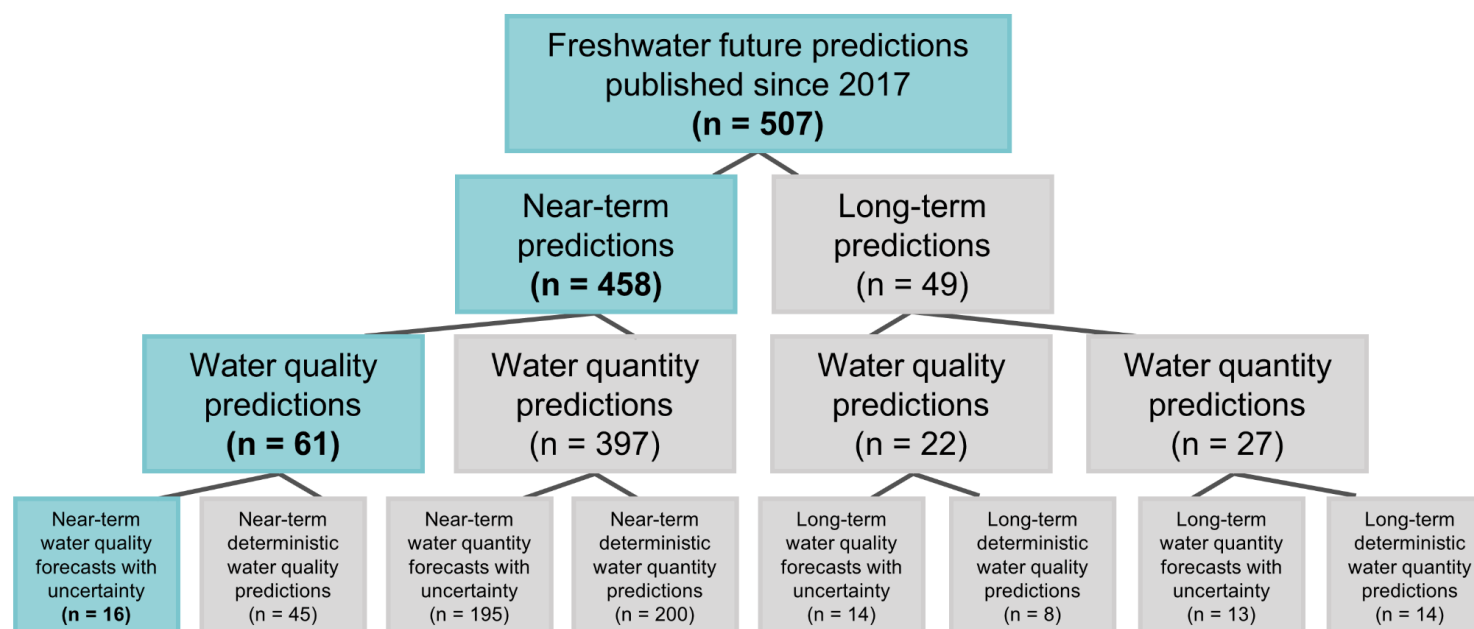 Freshwater future predictions
published since 2017
(n = 507)
Near-term
predictions
(n = 458)
Long-term
predictions
(n = 49)
Water quality
predictions
(n = 61)
Water quantity
predictions
(n = 397)
Water quality
predictions
(n = 22)
Water quantity
predictions
(n = 27)
Near-term
water quality
forecasts with
uncertainty
(n = 16)
Near-term
deterministic
water quality
predictions
(n = 45)
Near-term
water quantity
forecasts with
uncertainty
(n = 195)
Near-term
deterministic
water quantity
predictions
(n = 200)
Long-term
water quality
forecasts with
uncertainty
(n = 14)
Long-term
deterministic
water quality
predictions
(n = 8)
Long-term
water quantity
forecasts with
uncertainty
(n = 13)
Long-term
deterministic
water quantity
predictions
(n = 14)